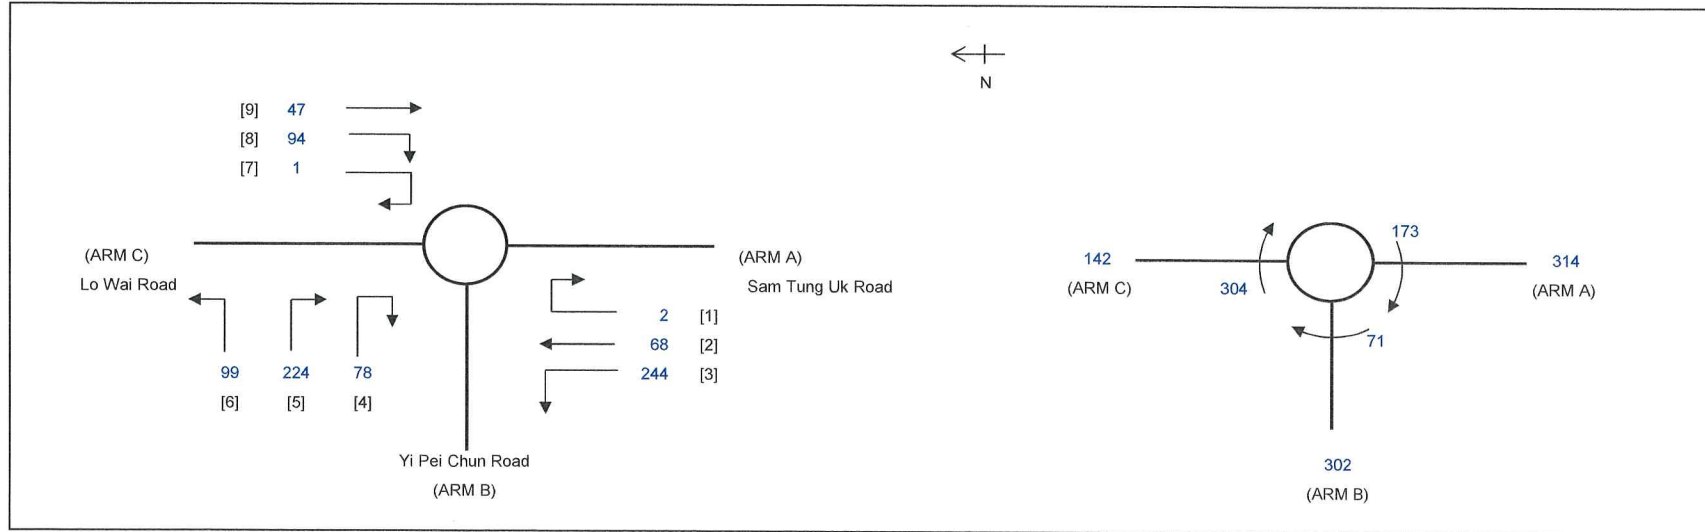 N
[9] 47
[8] 94
[7] 1
(ARM C)
Lo Wai Road
(ARM A)
Sam Tung Uk Road
2 [1]
68 [2]
244 [3]
99 224 78
[6] [5] [4]
Yi Pei Chun Road
(ARM B)
173
142
(ARM C)
304
314
(ARM A)
71
302
(ARM B)